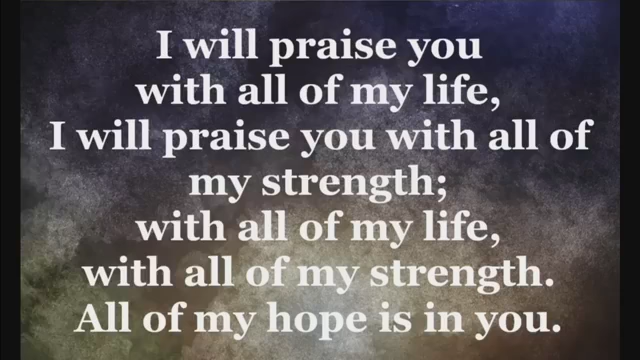 I will praise you
with all of my life,
I will praise you with all of
my strength;
with all of my life,
with all of my strength.
All of my hope is in you.